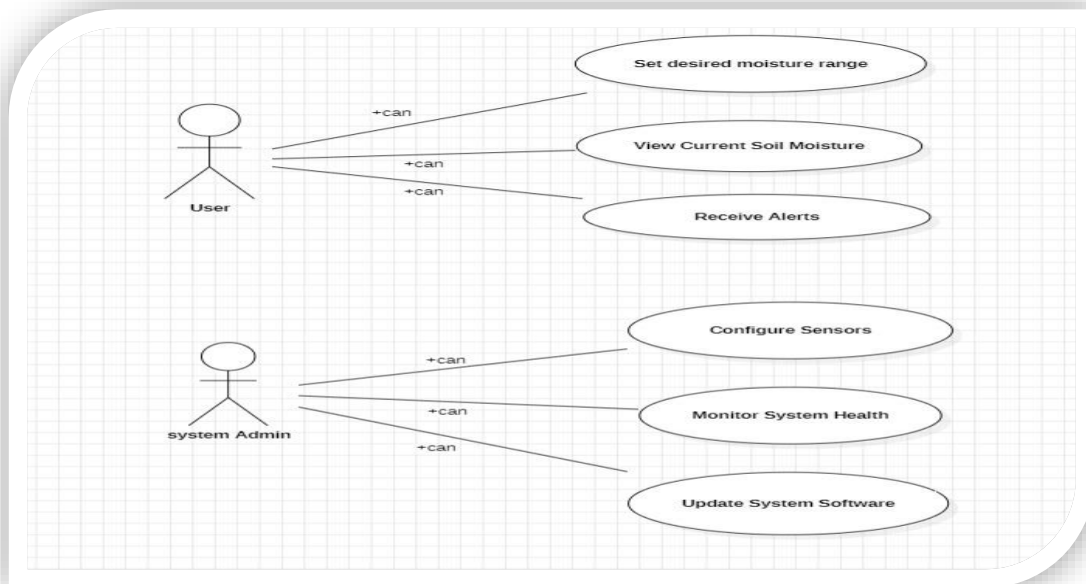 Set desired moisture range
+can
View Current Soil Moisture
+can
+can
Receive Alerts
User
Configure Sensors
+can
+can
Monitor System Health
system Admin
+can
Update System Software